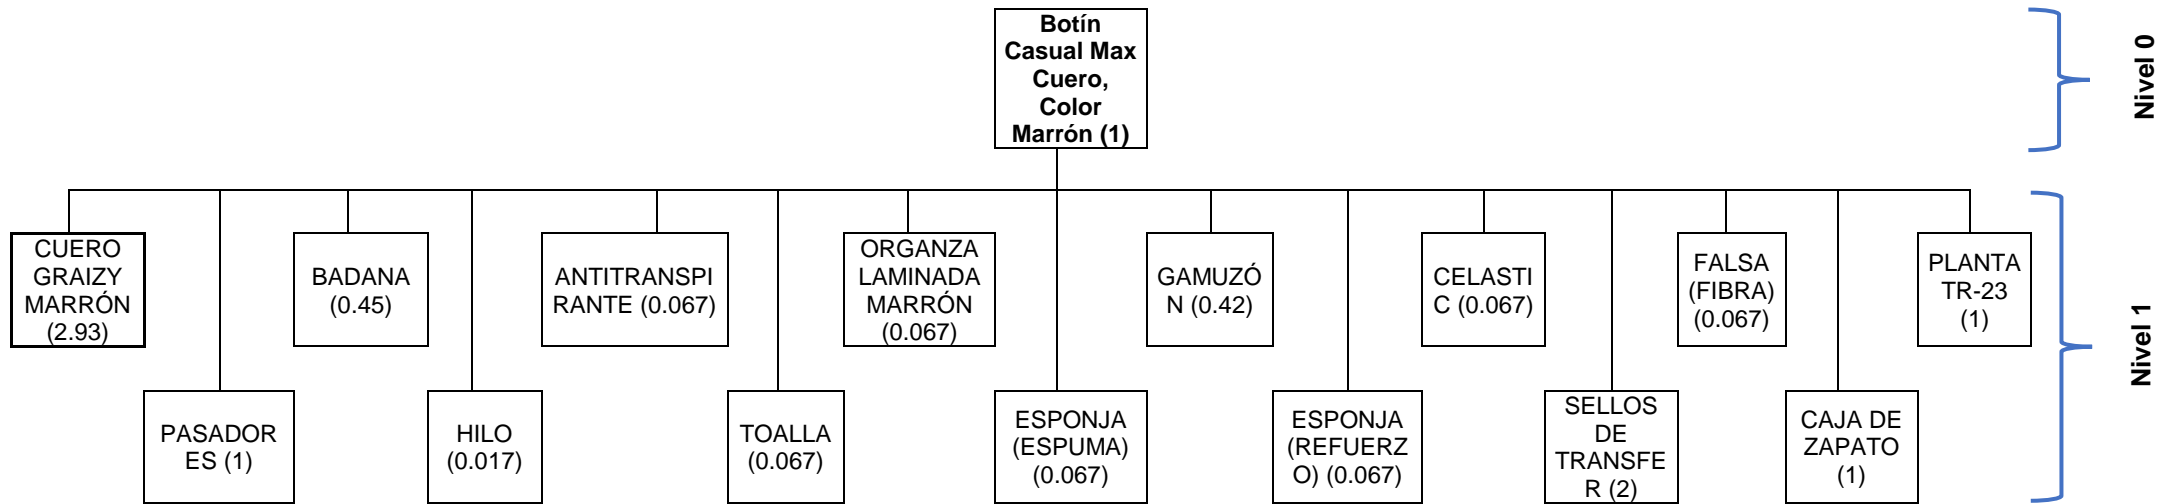 Botín
Casual Max
Cuero,
Color
Marrón (1)
Nivel 0
CUERO
GRAIZY
MARRÓN
(2.93)
BADANA
(0.45)
ANTITRANSPI
RANTE (0.067)
ORGANZA
LAMINADA
MARRÓN
(0.067)
GAMUZÓ
N (0.42)
CELASTI
C (0.067)
FALSA
(FIBRA)
(0.067)
PLANTA
TR-23
(1)
Nivel 1
PASADOR
ES (1)
HILO
(0.017)
TOALLA
(0.067)
ESPONJA
(ESPUMA)
(0.067)
ESPONJA
(REFUERZ
O) (0.067)
SELLOS
DE
TRANSFE
R (2)
CAJA DE
ZAPATO
(1)